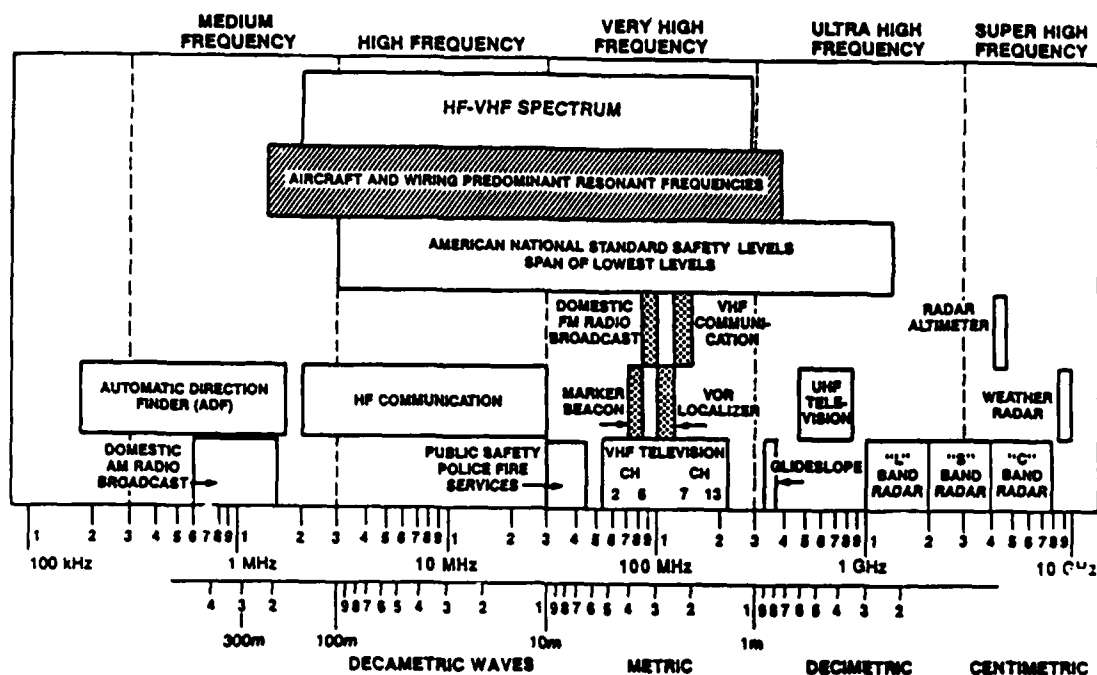 MEDIUM FREQUENCY
HIGH FREQUENCY
VERY HIGH FREQUENCY
ULTRA HIGH FREQUENCY
SUPER HIGH FREQUENCY
HF-VHF SPECTRUM
AIRCRAFT AND WIRING PREDOMINANT RESONANT FREQUENCIES
AMERICAN NATIONAL STANDARD SAFETY LEVELS
SPAN OF LOWEST LEVELS
DOMESTIC
FM RADIO
BROADCAST
VHF
COMMUNI-
CATION
RADAR
ALTIMETER
AUTOMATIC DIRECTION
FINDER (ADF)
HF COMMUNICATION
MARKER
BEACON
VOR
LOCALIZER
UHF
TELE-
VISION
WEATHER
RADAR
DOMESTIC
AM RADIO
BROADCAST
PUBLIC SAFETY
POLICE FIRE
SERVICES
VHF TELEVISION
CH CH
2 6 7 13
GLIDESLOPE
"L"
BAND
RADAR
"S"
BAND
RADAR
"C"
BAND
RADAR
1 2 3 4 5 6 7 8 9 1 2 3 4 5 6 7 8 9 1 2 3 4 5 6 7 8 9 1 2 3 4 5 6 7 8 9 1 2 3 4 5 6 7 8 9
100 kHz 1 MHz 10 MHz 100 MHz 1 GHz 10 GHz
4 3 2 9 8 7 6 5 4 3 2 1 9 8 7 6 5 4 3 2 1 9 8 7 6 5 4 3 2
300m 100m 10m 1m
DECAMETRIC WAVES METRIC DECIMETRIC CENTIMETRIC